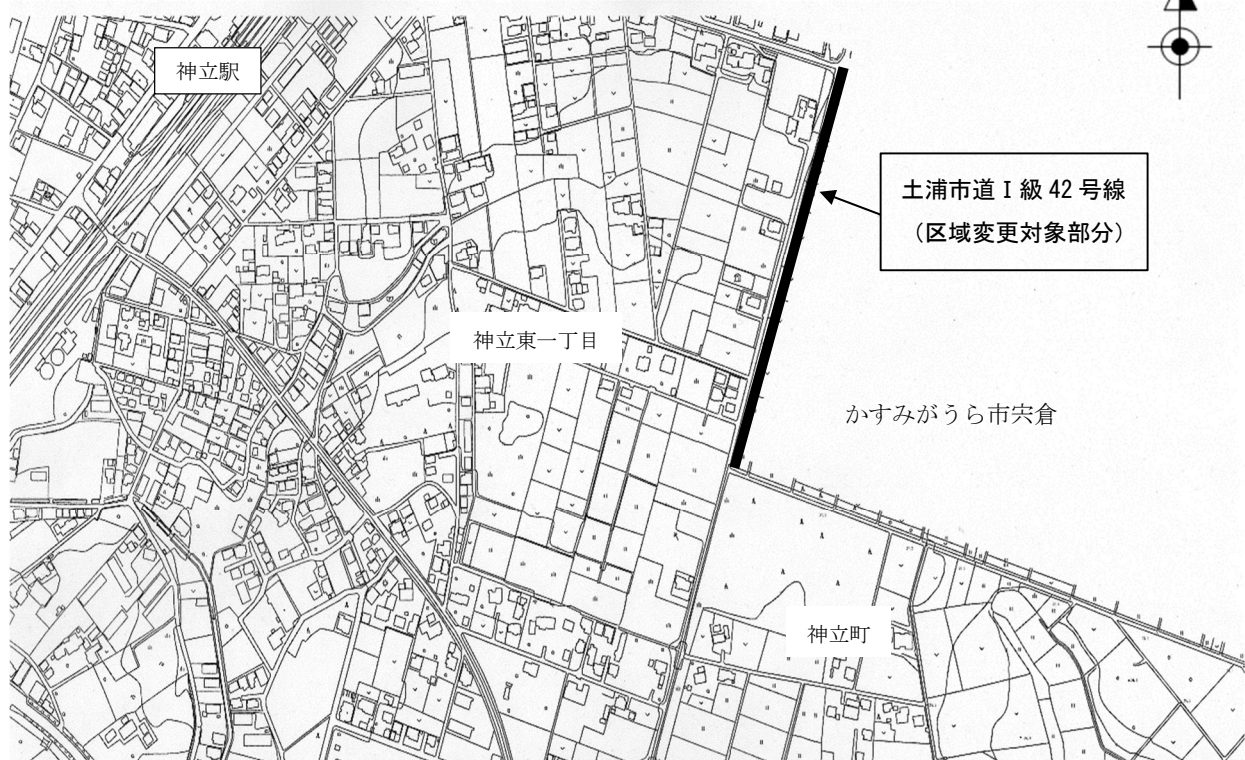 神立駅
土浦市道Ⅰ級42号線
（区域変更対象部分）
神立東一丁目
かすみがうら市宍倉
神立町